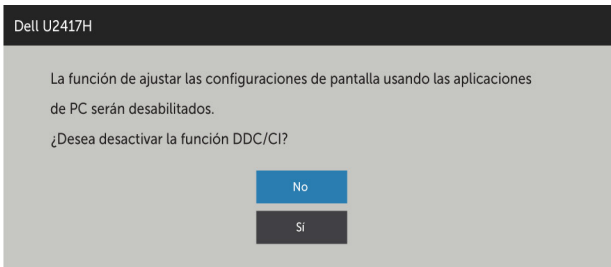 Dell U2417H
La función de ajustar las configuraciones de pantalla usando las aplicaciones
de PC serán desabilitados.
¿Desea desactivar la función DDC/CI?
No
Sí